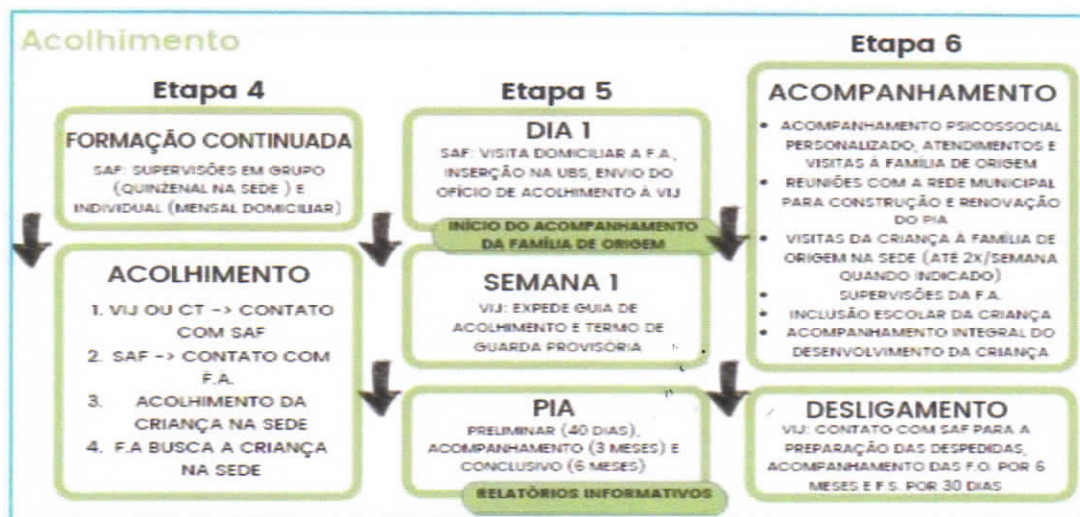 Acolhimento
Etapa 4
FORMAÇÃO CONTINUADA
SAF: SUPERVISÕES EM GRUPO
(QUINZENAL NA SEDE ) E
INDIVIDUAL (MENSAL DOMICILIAR)
ACOLHIMENTO
1. VIJ OU CT -> CONTATO
COM SAF
2. SAF -> CONTATO COM
F.A.
3. ACOLHIMENTO DA
CRIANÇA NA SEDE
4. F.A BUSCA A CRIANÇA
NA SEDE
Etapa 5
DIA 1
SAF: VISITA DOMICILIAR A F.A.,
INSERÇÃO NA UBS, ENVIO DO
OFÍCIO DE ACOLHIMENTO À VIJ
INÍCIO DO ACOMPANHAMENTO
DA FAMÍLIA DE ORIGEM
SEMANA 1
VIJ: EXPEDE GUIA DE
ACOLHIMENTO E TERMO DE
GUARDA PROVISÓRIA
PIA
PRELIMINAR (40 DIAS),
ACOMPANHAMENTO (3 MESES) E
CONCLUSIVO (6 MESES)
RELATÓRIOS INFORMATIVOS
Etapa 6
ACOMPANHAMENTO
• ACOMPANHAMENTO PSICOSSOCIAL
PERSONALIZADO, ATENDIMENTOS E
VISITAS À FAMÍLIA DE ORIGEM
• REUNIÕES COM A REDE MUNICIPAL
PARA CONSTRUÇÃO E RENOVAÇÃO
DO PIA
• VISITAS DA CRIANÇA À FAMÍLIA DE
ORIGEM NA SEDE (ATÉ 2X/SEMANA
QUANDO INDICADO)
• SUPERVISÕES DA F.A.
• INCLUSÃO ESCOLAR DA CRIANÇA
• ACOMPANHAMENTO INTEGRAL DO
DESENVOLVIMENTO DA CRIANÇA
DESLIGAMENTO
VIJ: CONTATO COM SAF PARA A
PREPARAÇÃO DAS DESPEDIDAS,
ACOMPANHAMENTO DAS F.O. POR 6
MESES E F.S. POR 30 DIAS